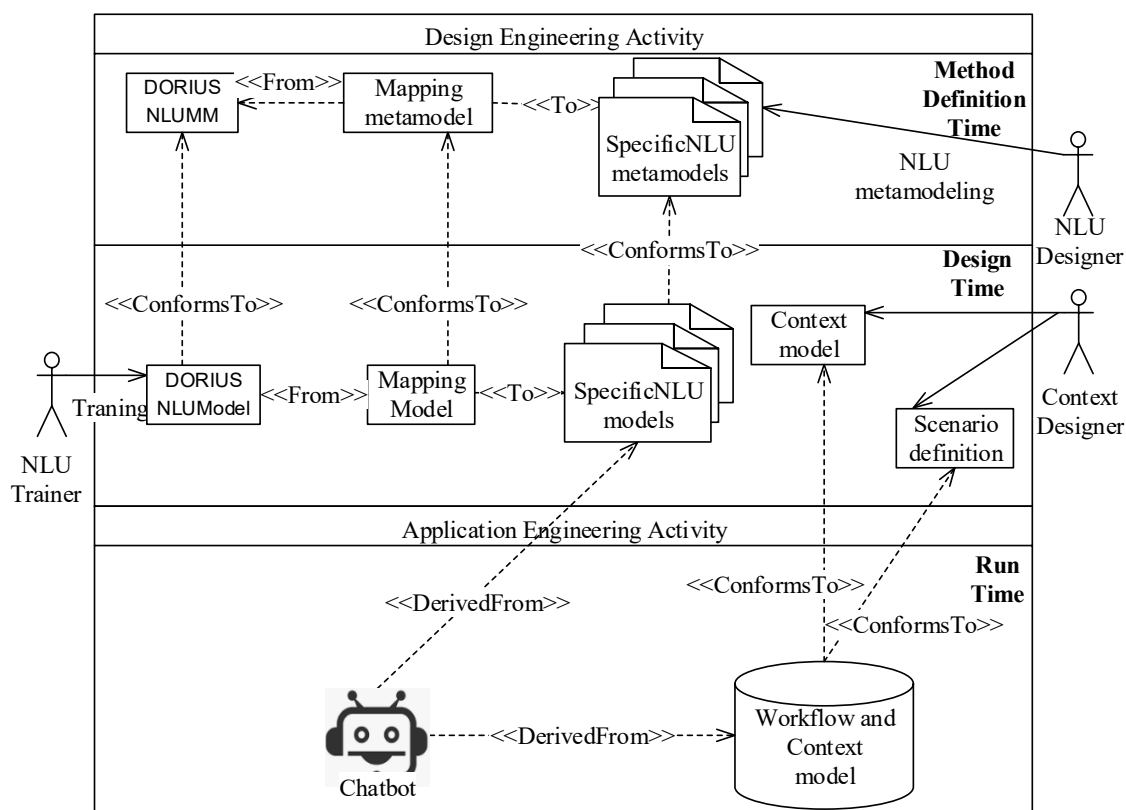 Design Engineering Activity
DORIUS
NLUMM
<<From>>
Mapping
metamodel
<<To>>
SpecificNLU
metamodels
Method
Definition
Time
NLU
metamodeling
NLU
Designer
<<ConformsTo>>
Design
Time
<<ConformsTo>>
<<ConformsTo>>
Context
model
Context
Designer
Traning
NLU
Trainer
DORIUS
NLUModel
<<From>>
Mapping
Model
<<To>>
SpecificNLU
models
Scenario
definition
Application Engineering Activity
Run
Time
<<DerivedFrom>>
<<ConformsTo>>
<<ConformsTo>>
Chatbot
<<DerivedFrom>>
Workflow and
Context
model